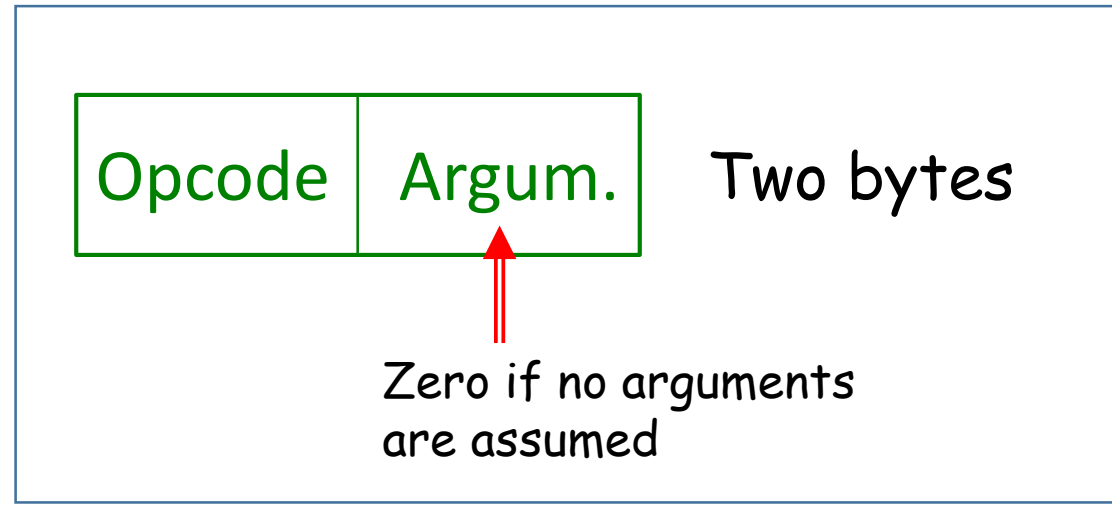 Opcode Argum. Two bytes
Zero if no arguments
are assumed